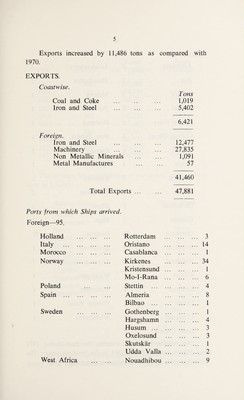 5
Exports increased by 11,486 tons as compared with
1970.
EXPORTS.
Coastwise.
Tons
Coal and Coke ... ... ... 1,019
Iron and Steel ... ... ... 5,402
6,421
Foreign.
Iron and Steel ... ... ... 12,477
Machinery ... ... ... 27,835
Non Metallic Minerals ... ... 1,091
Metal Manufactures ... ... 57
41,460
Total Exports ... ... 47,881
Ports from which Ships arrived.
Foreign—95.
Holland ... ... ... Rotterdam ... ... ... 3
Italy ... ... ... ... Oristano ... ... ... 14
Morocco ... ... ... Casablanca ... ... ... 1
Norway ... ... ... Kirkenes ... ... ... 34
Kristensund ... ... ... 1
Mo-I-Rana ... ... ... 6
Poland ... ... Stettin ... ... ... 4
Spain ... ... ... ... Almeria ... ... ... 8
Bilbao ... ... ... 1
Sweden ... ... ... Gothenberg ... ... ... 1
Hargshamn ... ... ... 4
Husum ... ... ... 3
Oxelosund ... ... ... 3
Skutskär ... ... ... 1
Udda Valla ... ... ... 2
West Africa ... ... Nouadhibou ... ... ... 9